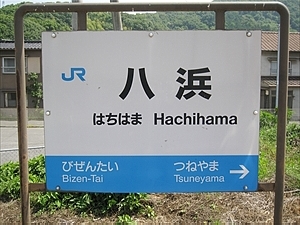 JR 八浜
はちはま Hachihama
びぜんたい つねやま
Bizen-Tai Tsuneyama →